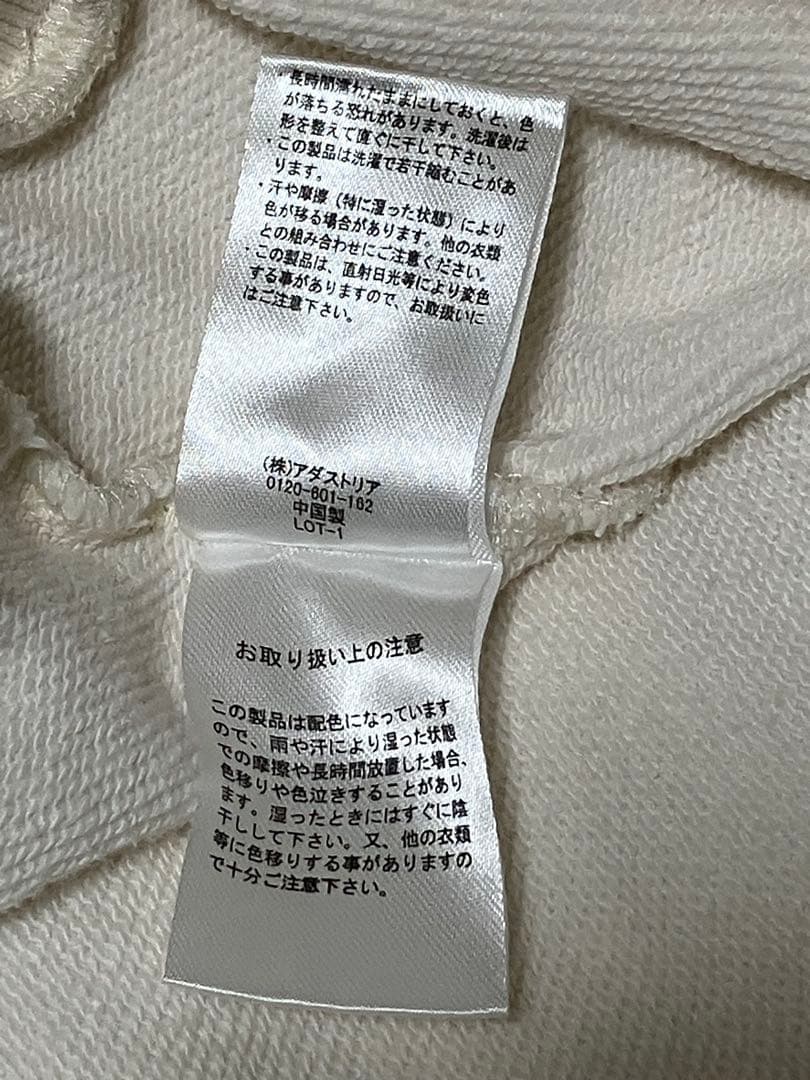 ・長時間濡れたままにしておくと、色
が落ちる恐れがあります。洗濯後は
形を整えて直ぐに干して下さい。
・この製品は洗濯で若干縮むことがあ
ります。
・汗や摩擦（特に湿った状態）により
色が移る場合があります。他の衣類
との組み合わせにご注意ください。
・この製品は、直射日光等により変色
する事がありますので、お取扱いに
はご注意下さい。
(株)アダストリア
0120-601-162
中国製
LOT-1
お取り扱い上の注意
この製品は配色になっています
ので、雨や汗により湿った状態
での摩擦や長時間放置した場合、
色移りや色泣きすることがあり
ます。湿ったときにはすぐに陰
干しして下さい。又、他の衣類
等に色移りする事がありますの
で十分ご注意下さい。